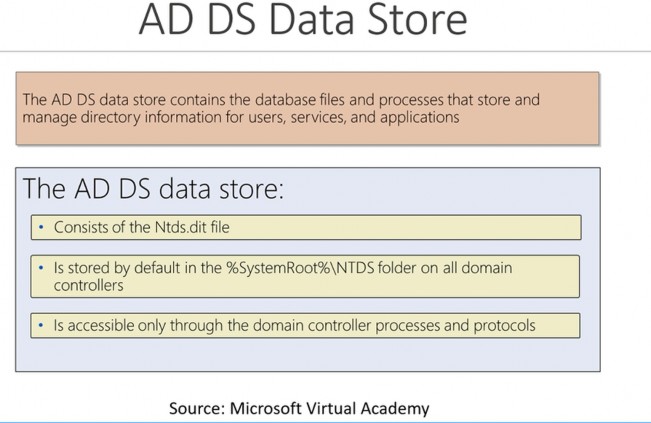 AD DS Data Store
The AD DS data store contains the database files and processes that store and
manage directory information for users, services, and applications
The AD DS data store:
• Consists of the Ntds.dit file
• Is stored by default in the %SystemRoot%\NTDS folder on all domain
controllers
• Is accessible only through the domain controller processes and protocols
Source: Microsoft Virtual Academy